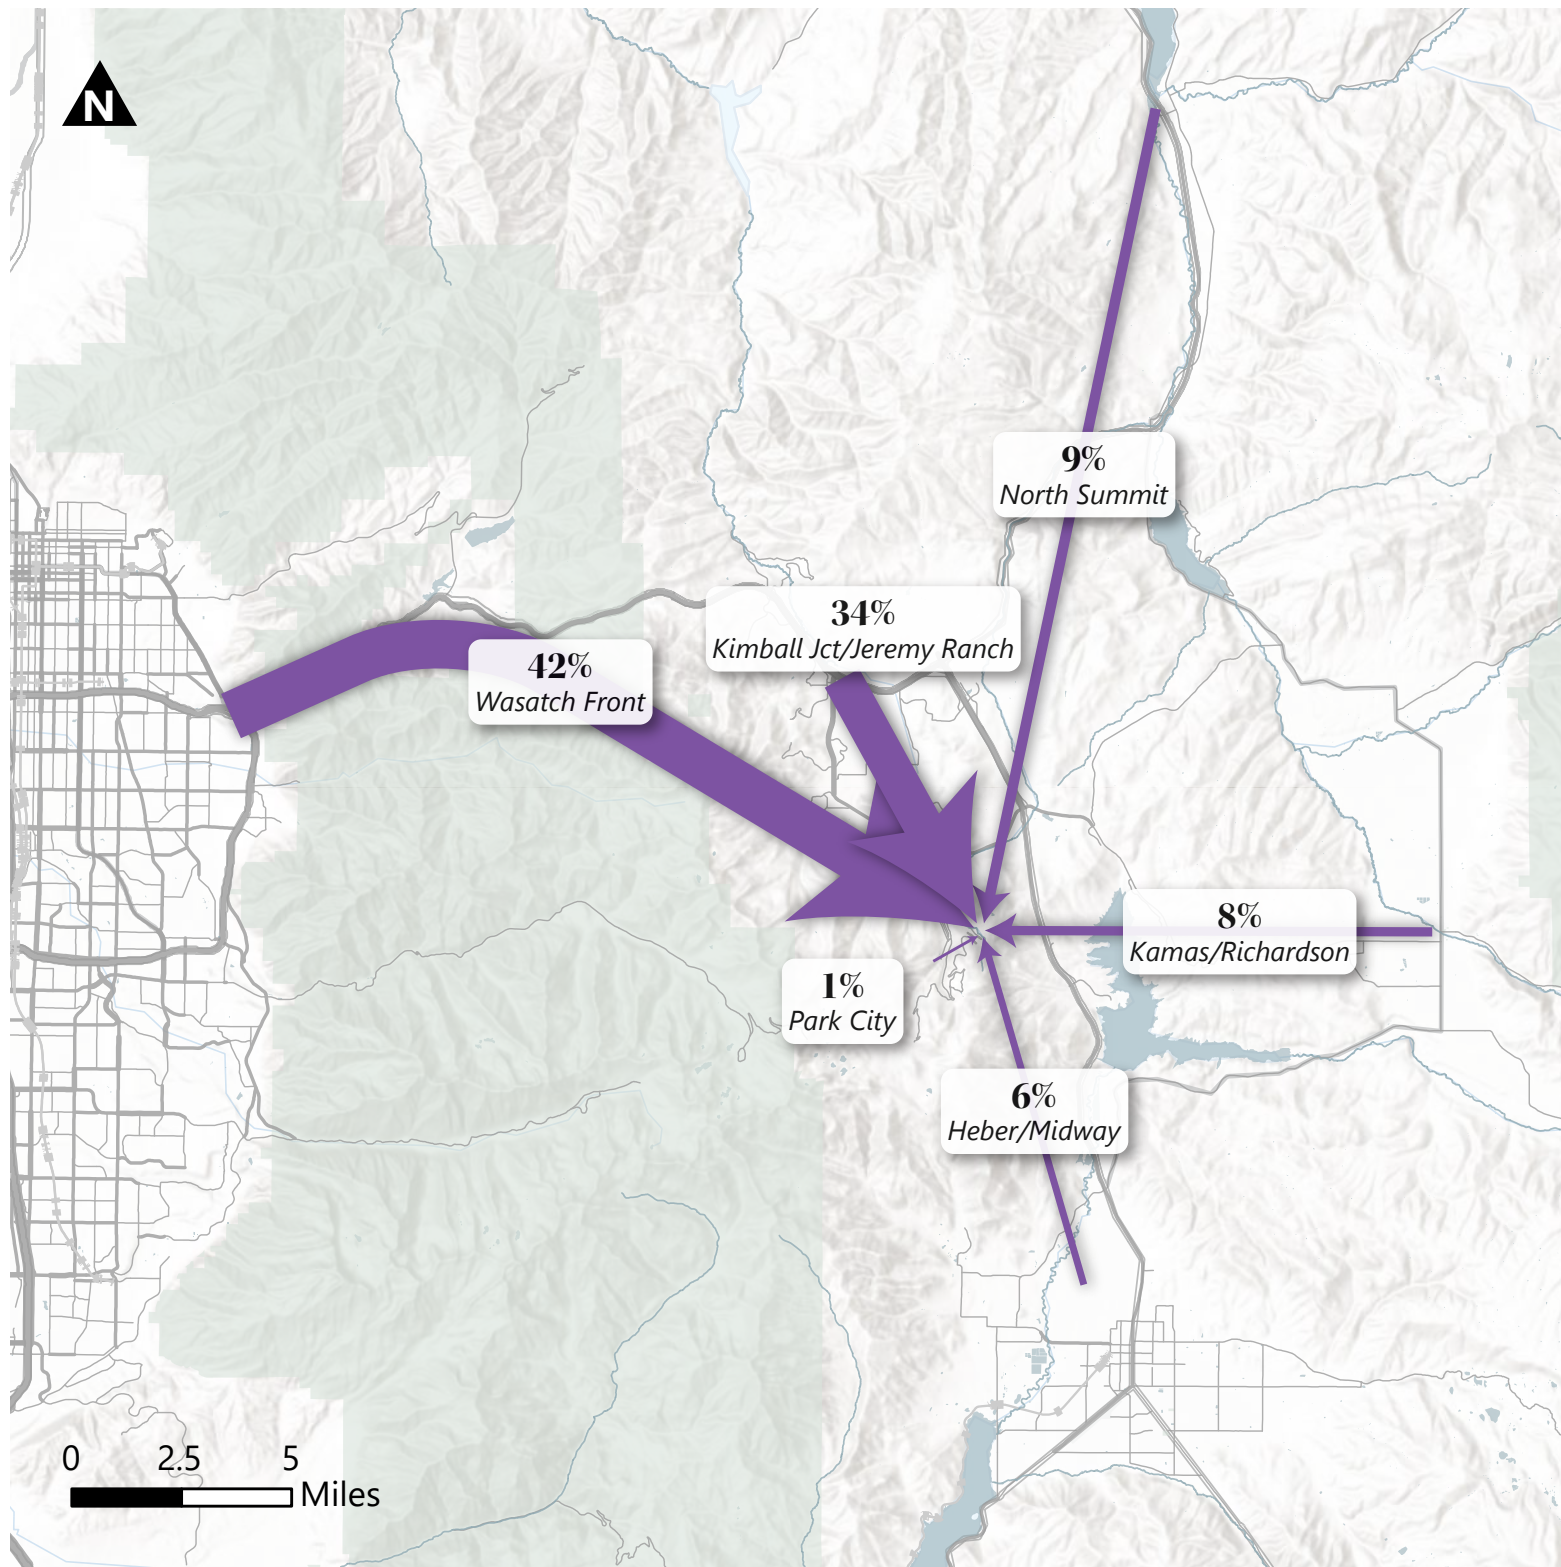 N
9%
North Summit
34%
Kimball Jct/Jeremy Ranch
42%
Wasatch Front
8%
Kamas/Richardson
1%
Park City
6%
Heber/Midway
0 2.5 5
Miles